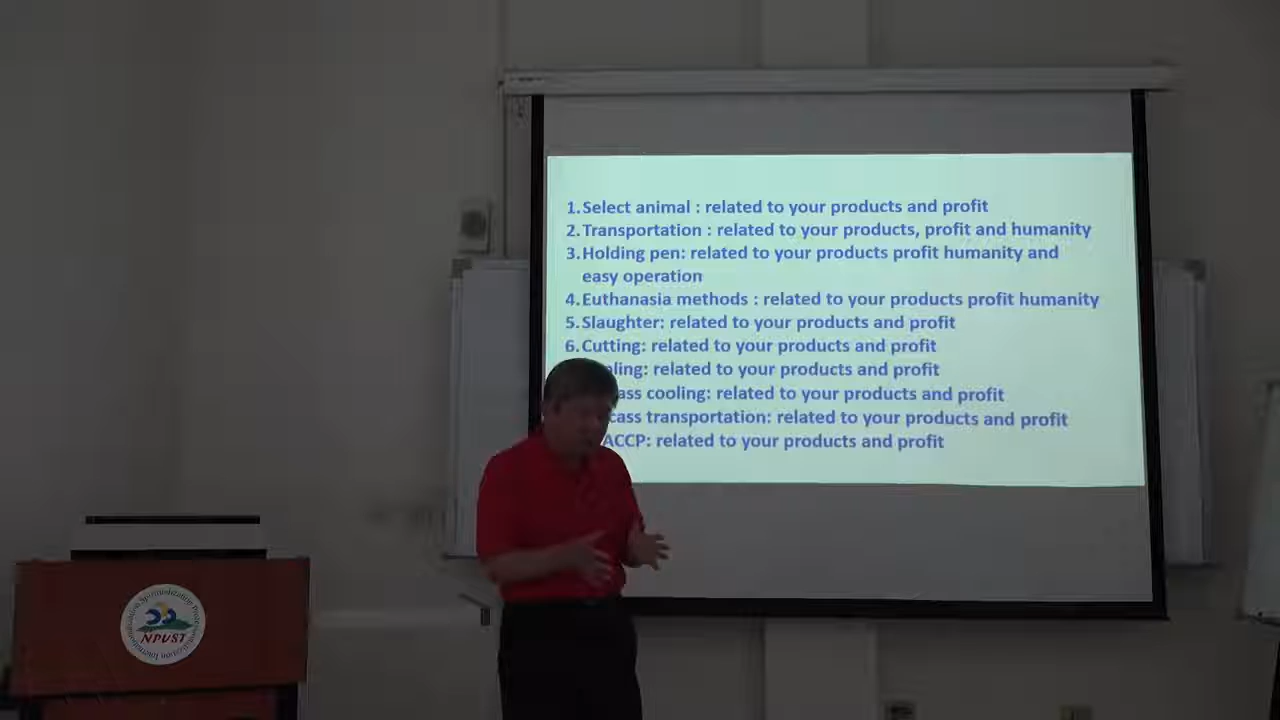 1. Select animal : related to your products and profit
2. Transportation : related to your products, profit and humanity
3. Holding pen: related to your products profit humanity and
easy operation
4. Euthanasia methods : related to your products profit humanity
5. Slaughter: related to your products and profit
6. Cutting: related to your products and profit
ling: related to your products and profit
ass cooling: related to your products and profit
cass transportation: related to your products and profit
ACCP: related to your products and profit
NPUST